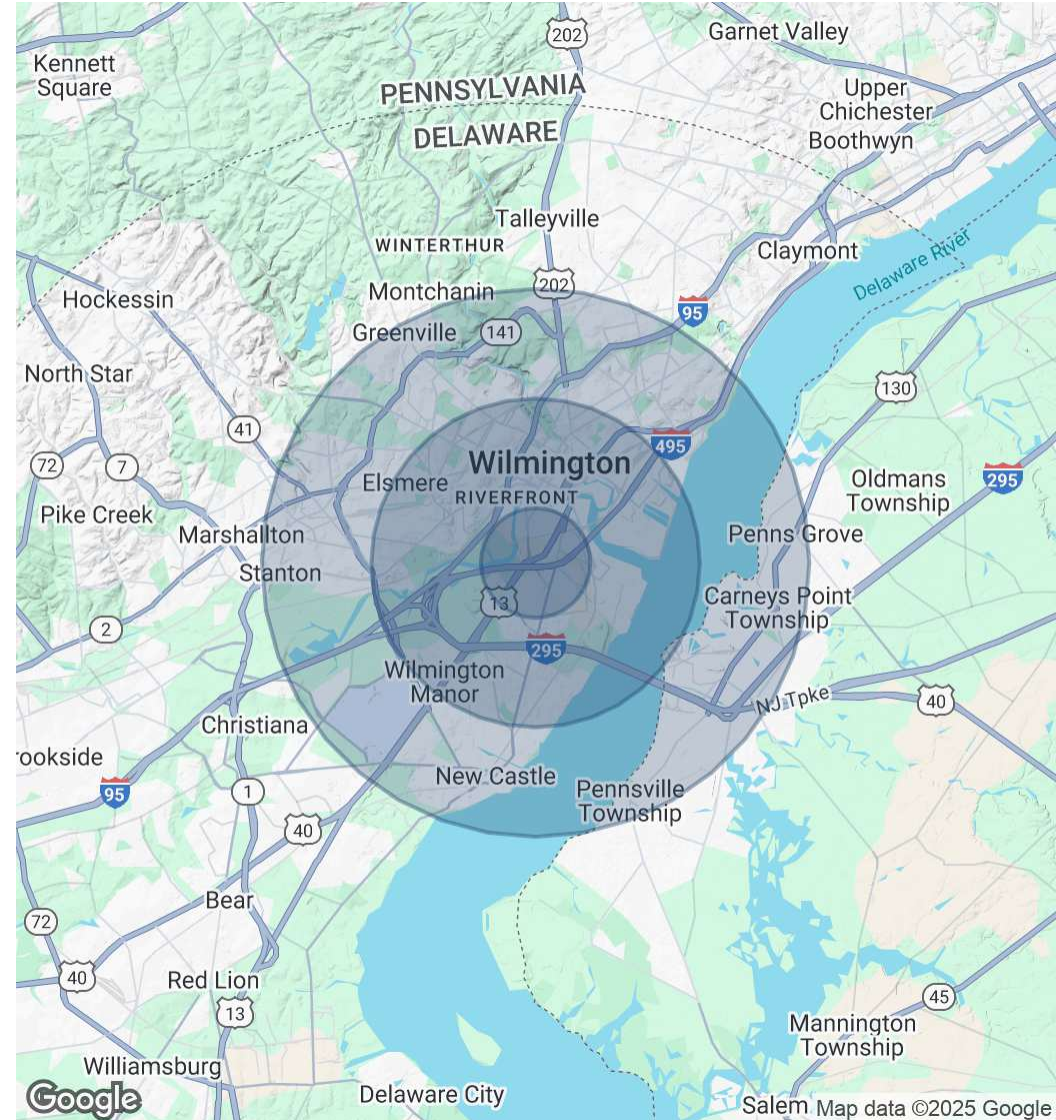 202
Garnet Valley
Kennett
Square
PENNSYLVANIA
Upper
Chichester
DELAWARE
Boothwyn
Talleyville
WINTERTHUR
Claymont
Delaware River
202
Montchanin
Hockessin
95
Greenville
141
North Star
130
41
495
Wilmington
72
7
Elsmere
RIVERFRONT
Oldmans
Township
295
Pike Creek
Marshallton
Penns Grove
Stanton
13
Carneys Point
Township
2
295
Wilmington
Manor
NJ Tpke
40
Christiana
rookside
New Castle
Pennsville
Township
95
1
40
Bear
72
40
Red Lion
13
45
Mannington
Township
Williamsburg
Google
Delaware City
Salem
Map data ©2025 Google